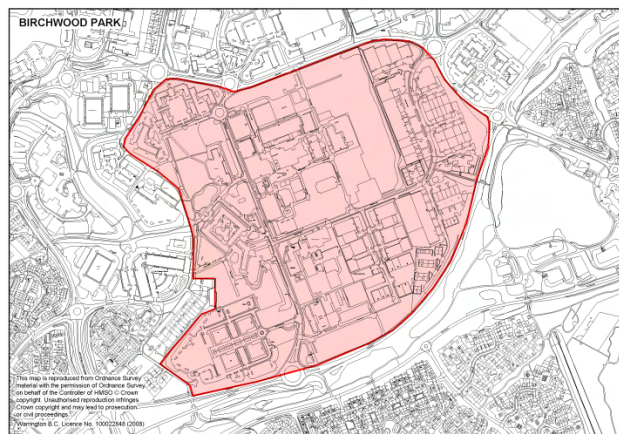 BIRCHWOOD PARK
This map is reproduced from Ordnance Survey
material with the permission of Ordnance Survey
on behalf of the Controller of HMSO © Crown
copyright. Unauthorised reproduction infringes
Crown copyright and may lead to prosecution
or civil proceedings.
Warrington B.C. Licence No. 100022848 (2008)